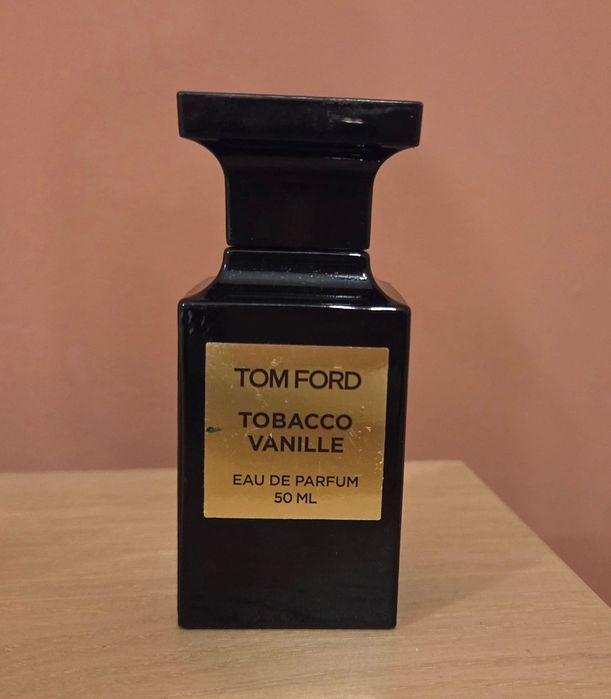 TOM FORD
TOBACCO
VANILLE
EAU DE PARFUM
50 ML